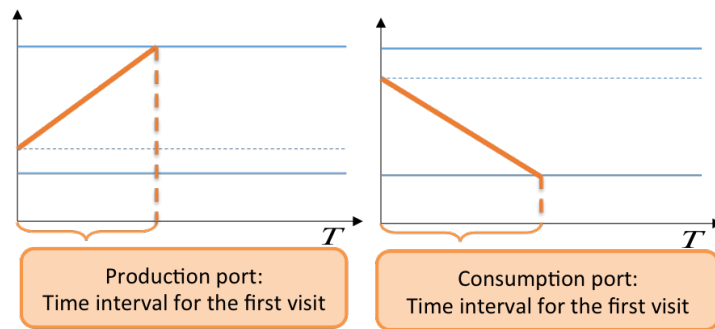 T
T
Production port:
Time interval for the first visit
Consumption port:
Time interval for the first visit